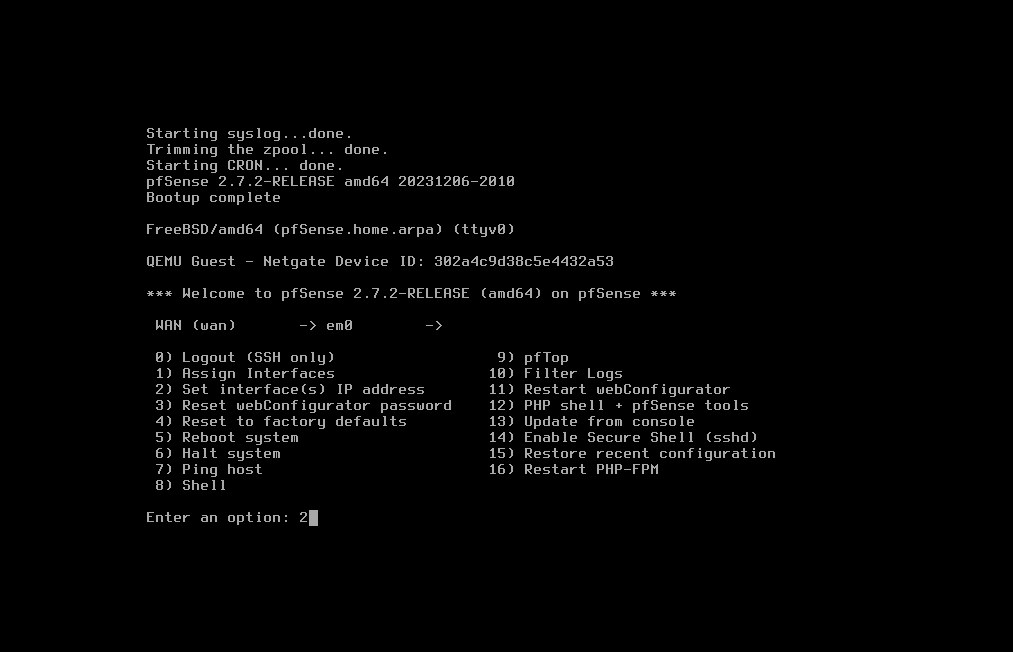 Starting syslog...done.
Trimming the zpool... done.
Starting CRON... done.
pfSense 2.7.2-RELEASE amd64 20231206-2010
Bootup complete
FreeBSD/amd64 (pfSense.home.arpa) (ttyv0)
QEMU Guest - Netgate Device ID: 302a4c9d38c5e4432a53
*** Welcome to pfSense 2.7.2-RELEASE (amd64) on pfSense ***
WAN (wan) -> em0 ->
0) Logout (SSH only) 9) pfTop
1) Assign Interfaces 10) Filter Logs
2) Set interface(s) IP address 11) Restart webConfigurator
3) Reset webConfigurator password 12) PHP shell + pfSense tools
4) Reset to factory defaults 13) Update from console
5) Reboot system 14) Enable Secure Shell (sshd)
6) Halt system 15) Restore recent configuration
7) Ping host 16) Restart PHP-FPM
8) Shell
Enter an option: 2